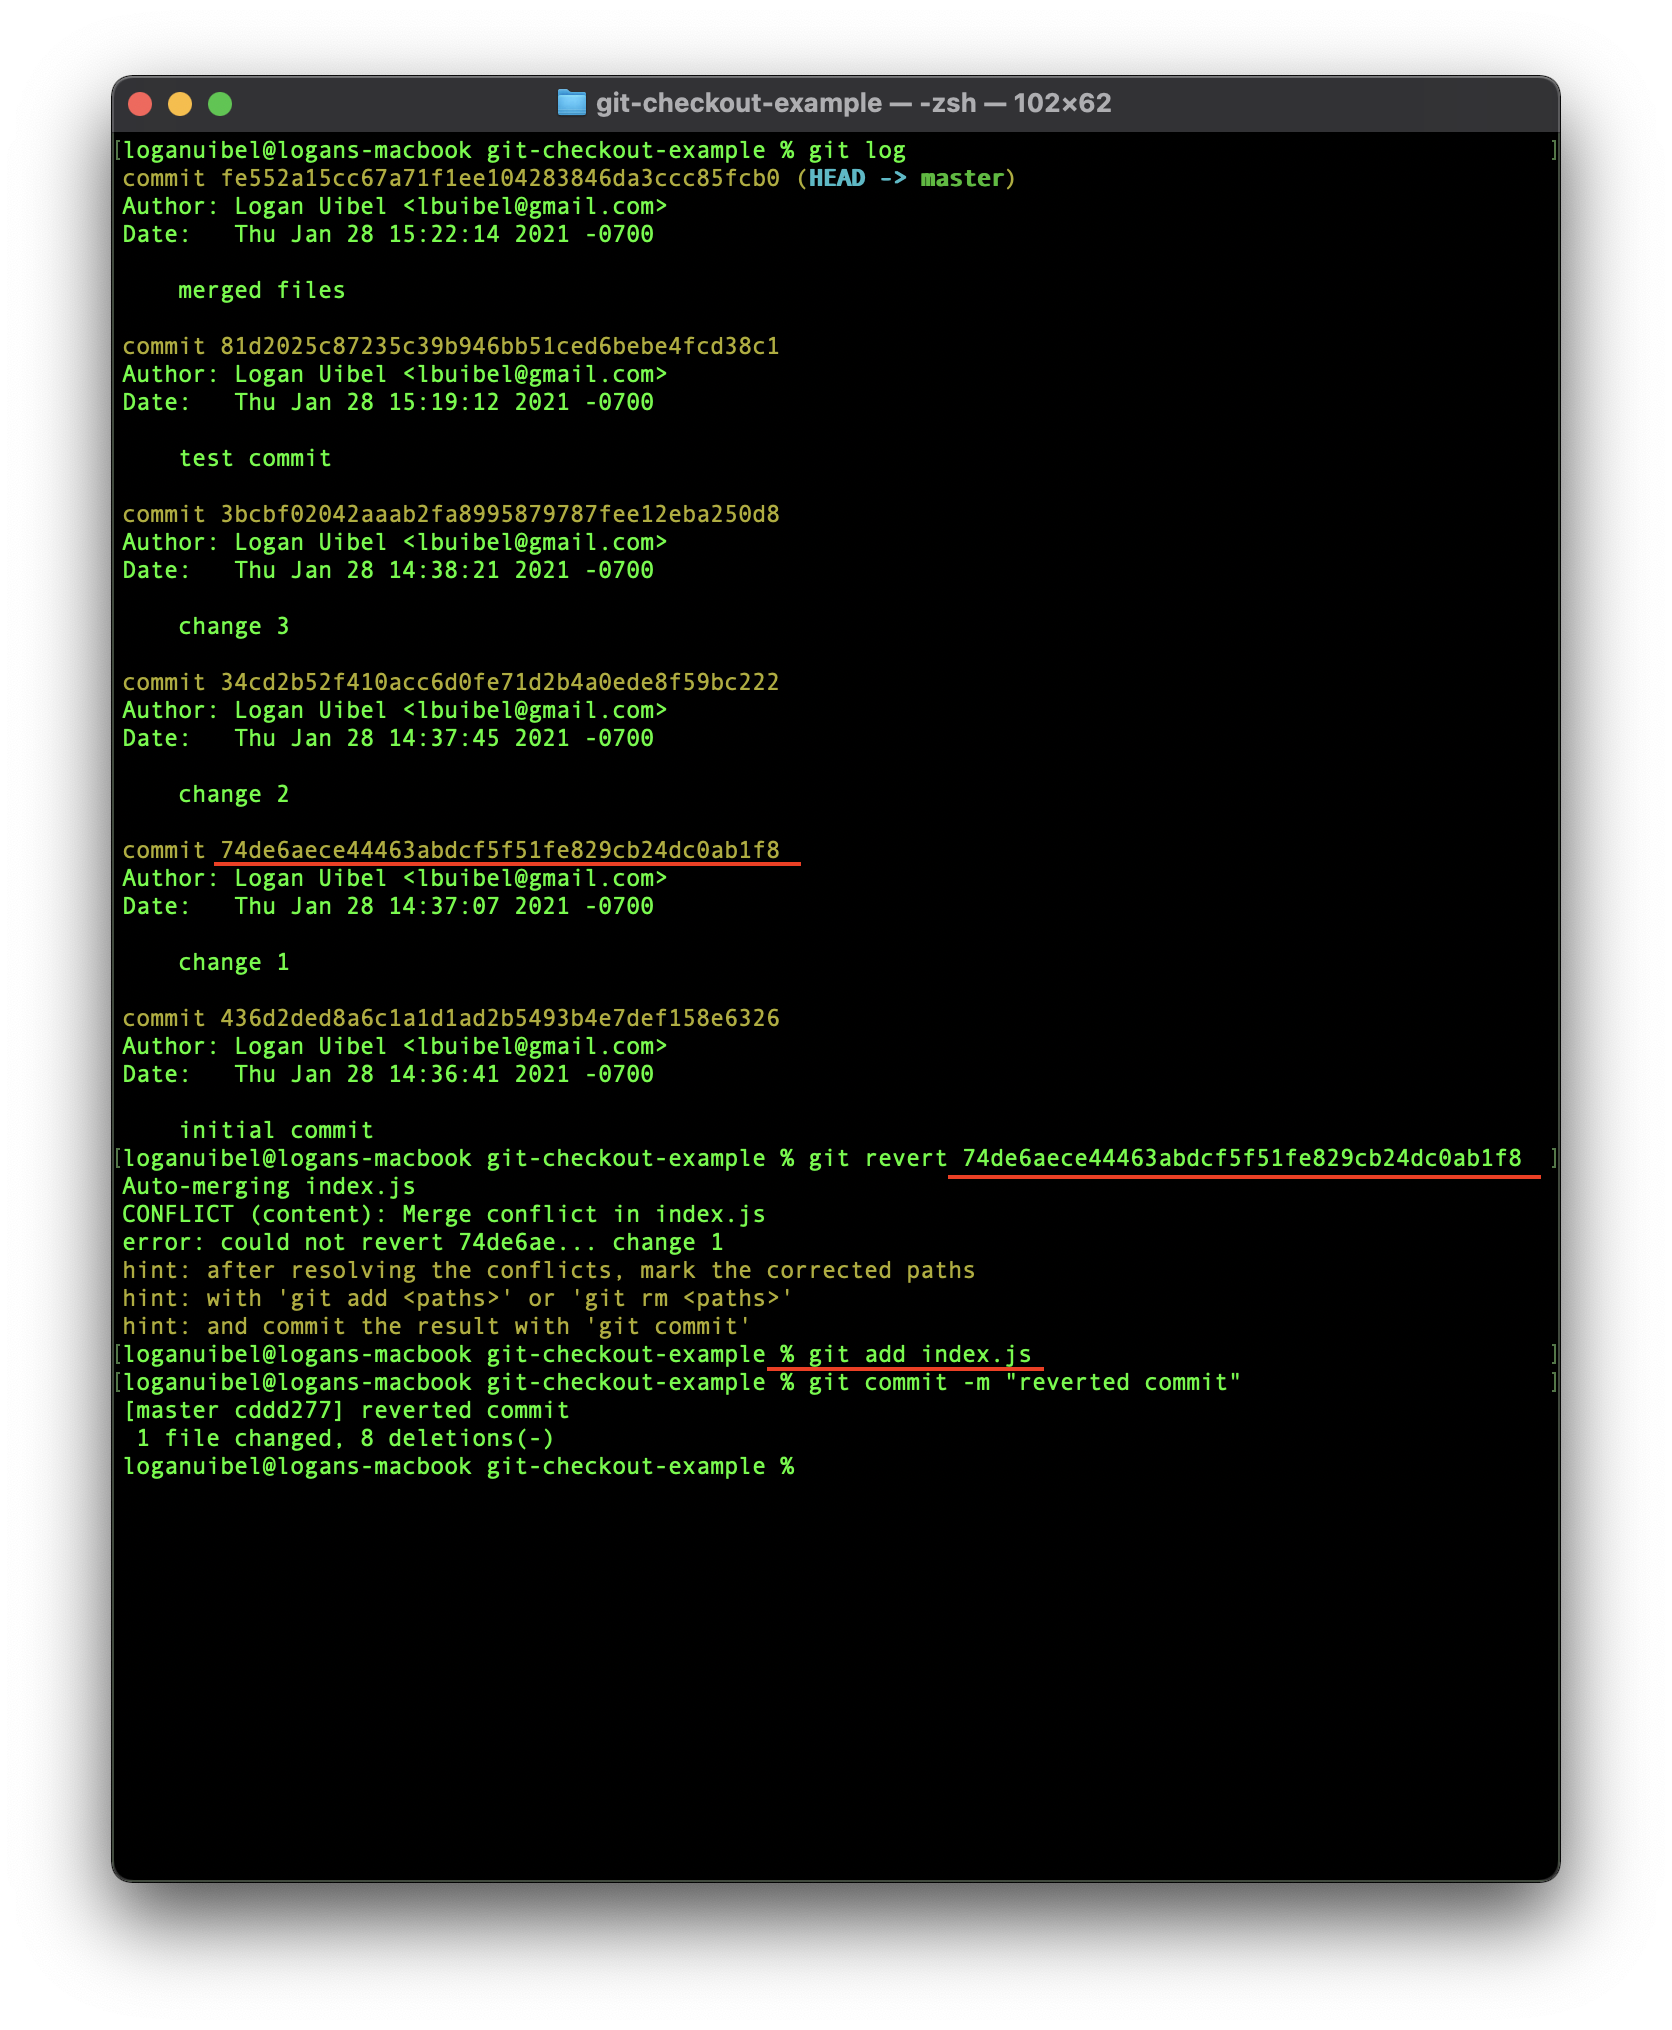 git-checkout-example — -zsh — 102×62
[loganuibel@logans-macbook git-checkout-example % git log ]
commit fe552a15cc67a71f1ee104283846da3ccc85fcb0 (HEAD -> master)
Author: Logan Uibel <lbuibel@gmail.com>
Date:   Thu Jan 28 15:22:14 2021 -0700
    merged files
commit 81d2025c87235c39b946bb51ced6bebe4fcd38c1
Author: Logan Uibel <lbuibel@gmail.com>
Date:   Thu Jan 28 15:19:12 2021 -0700
    test commit
commit 3bcbf02042aaab2fa8995879787fee12eba250d8
Author: Logan Uibel <lbuibel@gmail.com>
Date:   Thu Jan 28 14:38:21 2021 -0700
    change 3
commit 34cd2b52f410acc6d0fe71d2b4a0ede8f59bc222
Author: Logan Uibel <lbuibel@gmail.com>
Date:   Thu Jan 28 14:37:45 2021 -0700
    change 2
commit 74de6aece44463abdcf5f51fe829cb24dc0ab1f8
Author: Logan Uibel <lbuibel@gmail.com>
Date:   Thu Jan 28 14:37:07 2021 -0700
    change 1
commit 436d2ded8a6c1a1d1ad2b5493b4e7def158e6326
Author: Logan Uibel <lbuibel@gmail.com>
Date:   Thu Jan 28 14:36:41 2021 -0700
    initial commit
[loganuibel@logans-macbook git-checkout-example % git revert 74de6aece44463abdcf5f51fe829cb24dc0ab1f8 ]
Auto-merging index.js
CONFLICT (content): Merge conflict in index.js
error: could not revert 74de6ae... change 1
hint: after resolving the conflicts, mark the corrected paths
hint: with 'git add <paths>' or 'git rm <paths>'
hint: and commit the result with 'git commit'
[loganuibel@logans-macbook git-checkout-example % git add index.js ]
[loganuibel@logans-macbook git-checkout-example % git commit -m "reverted commit" ]
[master cddd277] reverted commit
 1 file changed, 8 deletions(-)
loganuibel@logans-macbook git-checkout-example %